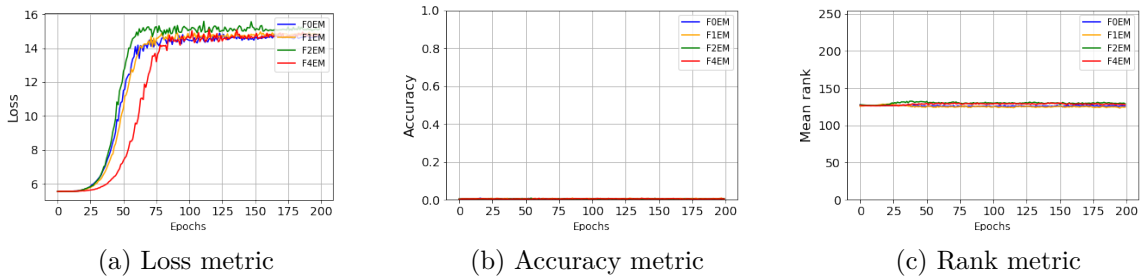 16
14
12
10
8
6
Loss
0 25 50 75 100 125 150 175 200
Epochs
F0EM
F1EM
F2EM
F4EM
(a) Loss metric
1.0
0.8
0.6
0.4
0.2
0.0
Accuracy
0 25 50 75 100 125 150 175 200
Epochs
F0EM
F1EM
F2EM
F4EM
(b) Accuracy metric
250
200
150
100
50
0
Mean rank
0 25 50 75 100 125 150 175 200
Epochs
F0EM
F1EM
F2EM
F4EM
(c) Rank metric